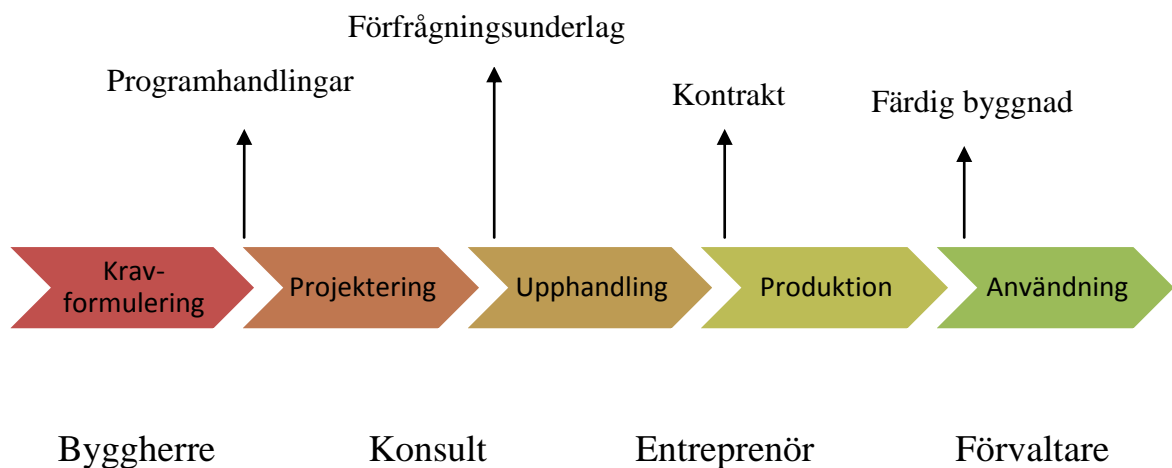 Förfrågningsunderlag
Programhandlingar
Kontrakt
Färdig byggnad
Krav-
formulering
Projektering
Upphandling
Produktion
Användning
Byggherre
Konsult
Entreprenör
Förvaltare